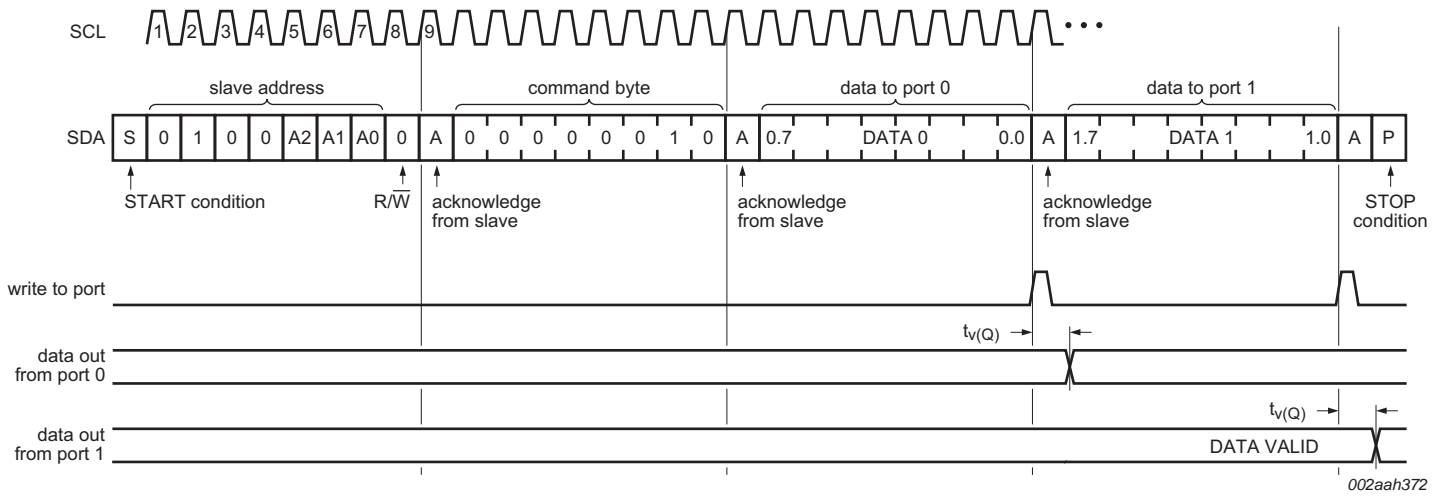 SCL 1 2 3 4 5 6 7 8 9
slave address command byte data to port 0 data to port 1
SDA S 0 1 0 0 A2 A1 A0 0 A 0 0 0 0 0 0 1 0 A 0.7 DATA 0 0.0 A 1.7 DATA 1 1.0 A P
START condition R/W̅ acknowledge from slave acknowledge from slave acknowledge from slave STOP condition
write to port
tv(Q)
data out
from port 0
tv(Q)
data out
from port 1 DATA VALID
002aah372